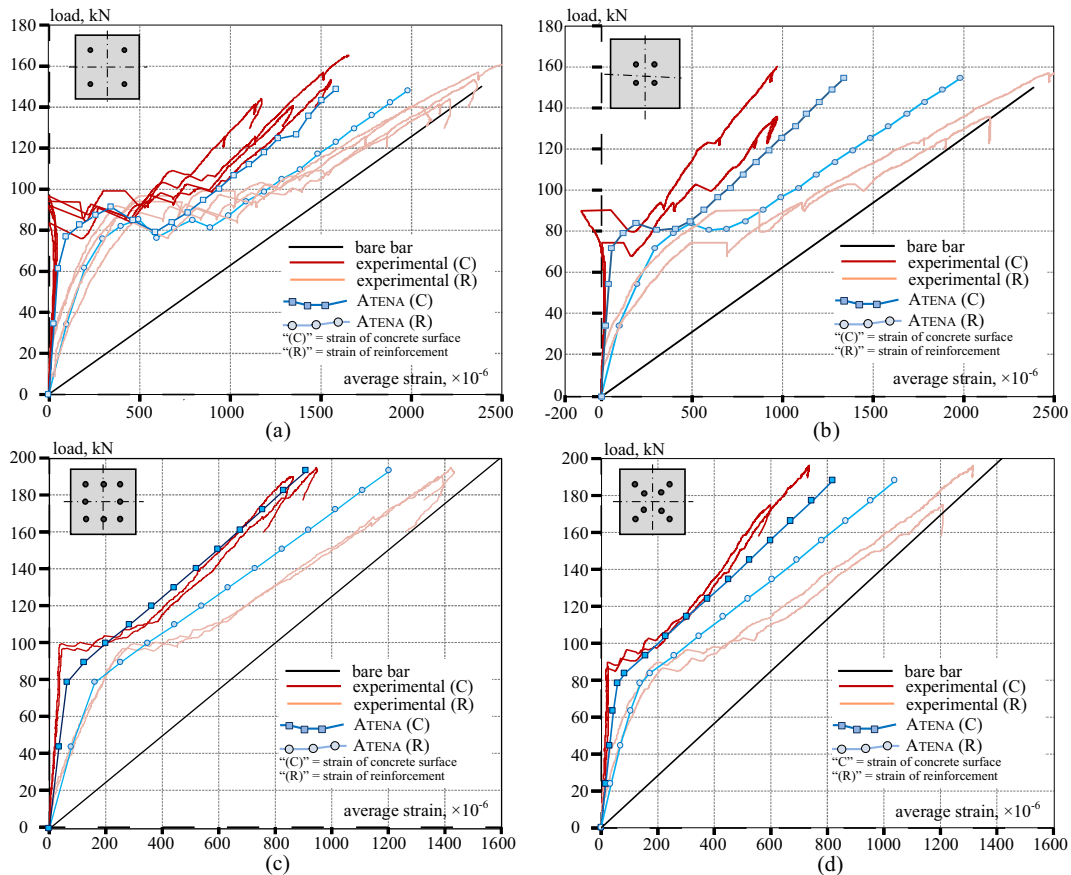 load, kN
180
160
140
120
100
80
60
40
20
0
bare bar
experimental (C)
experimental (R)
ATENA (C)
ATENA (R)
“(C)” = strain of concrete surface
“(R)” = strain of reinforcement
average strain, ×10-6
0 500 1000 1500 2000 2500
(a)
load, kN
180
160
140
120
100
80
60
40
20
0
bare bar
experimental (C)
experimental (R)
ATENA (C)
ATENA (R)
“(C)” = strain of concrete surface
“(R)” = strain of reinforcement
average strain, ×10-6
-200 0 500 1000 1500 2000 2500
(b)
load, kN
200
180
160
140
120
100
80
60
40
20
0
bare bar
experimental (C)
experimental (R)
ATENA (C)
ATENA (R)
“(C)” = strain of concrete surface
“(R)” = strain of reinforcement
average strain, ×10-6
0 200 400 600 800 1000 1200 1400 1600
(c)
load, kN
200
180
160
140
120
100
80
60
40
20
0
bare bar
experimental (C)
experimental (R)
ATENA (C)
ATENA (R)
“C” = strain of concrete surface
“(R)” = strain of reinforcement
average strain, ×10-6
0 200 400 600 800 1000 1200 1400 1600
(d)